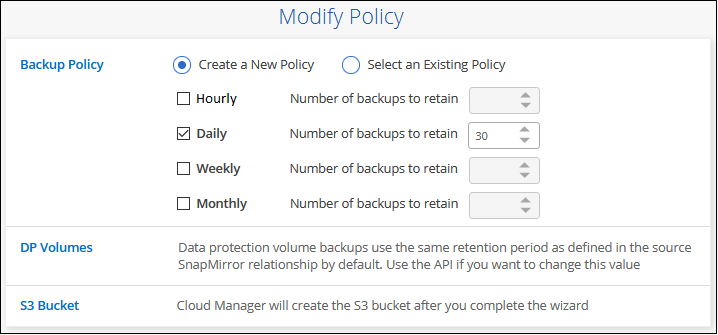 Modify Policy
Backup Policy Create a New Policy Select an Existing Policy
Hourly Number of backups to retain
Daily Number of backups to retain 30
Weekly Number of backups to retain
Monthly Number of backups to retain
DP Volumes Data protection volume backups use the same retention period as defined in the source
SnapMirror relationship by default. Use the API if you want to change this value
S3 Bucket Cloud Manager will create the S3 bucket after you complete the wizard